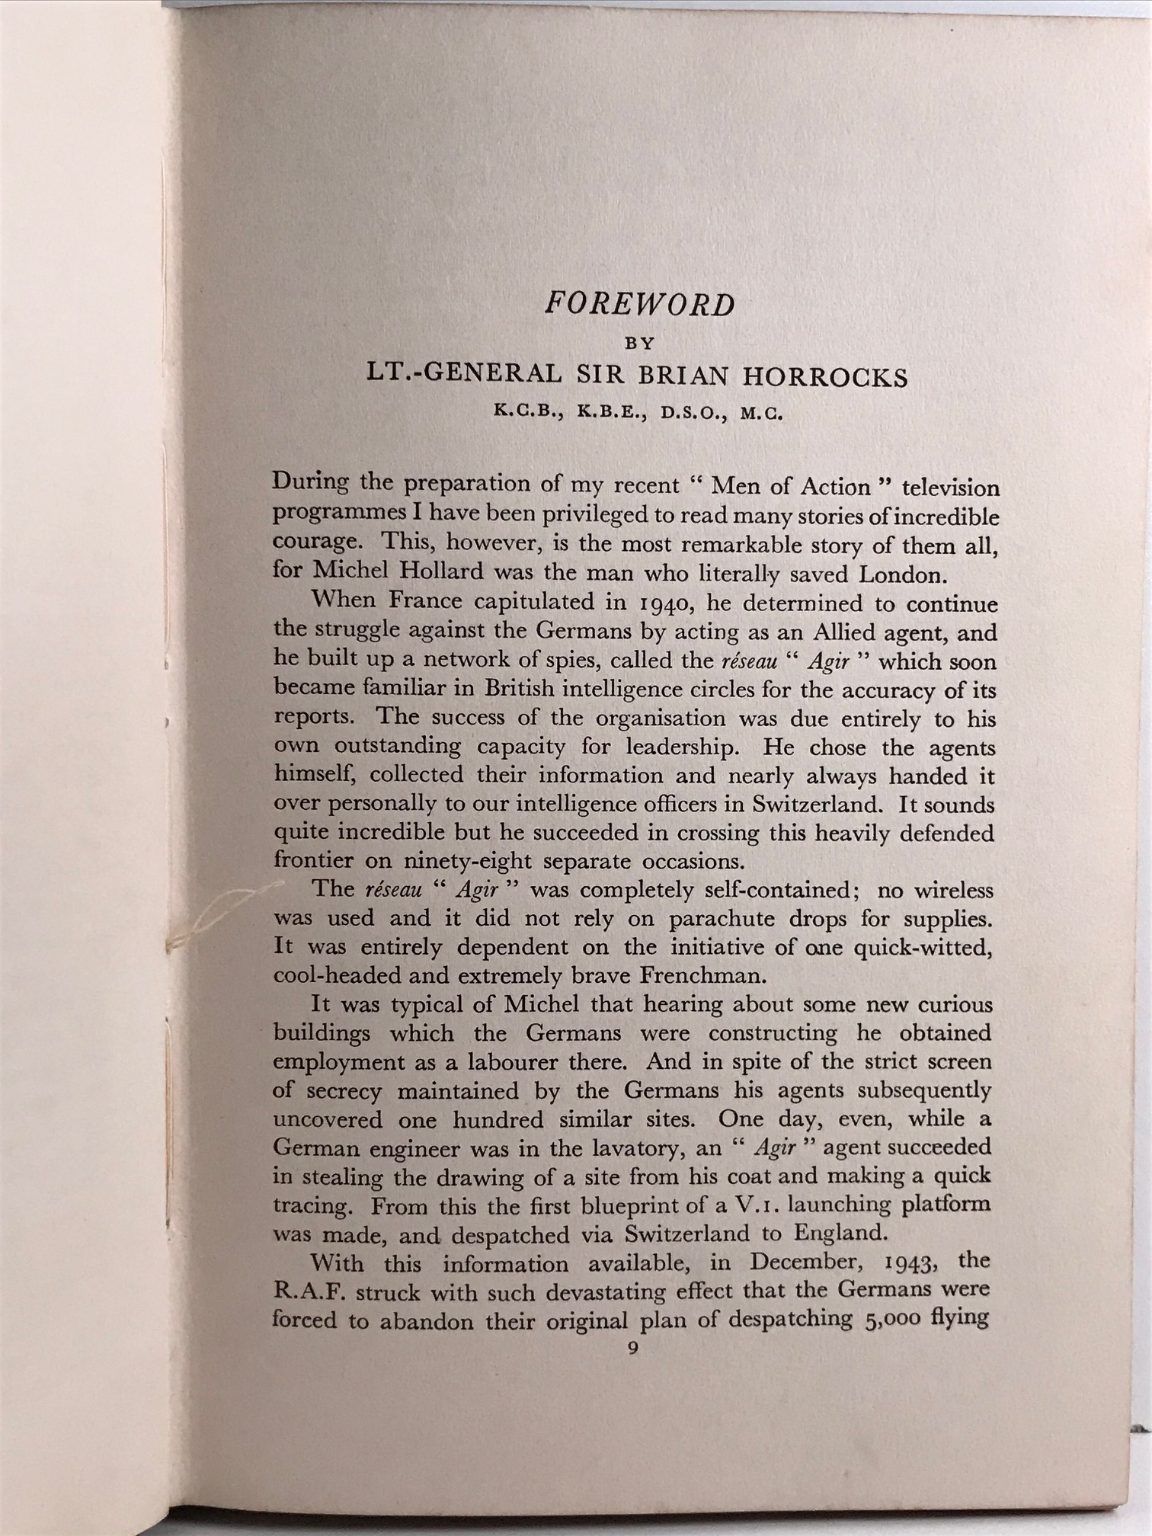 FOREWORD
BY
LT.-GENERAL SIR BRIAN HORROCKS
K.C.B., K.B.E., D.S.O., M.C.
During the preparation of my recent “ Men of Action ” television
programmes I have been privileged to read many stories of incredible
courage. This, however, is the most remarkable story of them all,
for Michel Hollard was the man who literally saved London.
When France capitulated in 1940, he determined to continue
the struggle against the Germans by acting as an Allied agent, and
he built up a network of spies, called the réseau “ Agir ” which soon
became familiar in British intelligence circles for the accuracy of its
reports. The success of the organisation was due entirely to his
own outstanding capacity for leadership. He chose the agents
himself, collected their information and nearly always handed it
over personally to our intelligence officers in Switzerland. It sounds
quite incredible but he succeeded in crossing this heavily defended
frontier on ninety-eight separate occasions.
The réseau “ Agir ” was completely self-contained; no wireless
was used and it did not rely on parachute drops for supplies.
It was entirely dependent on the initiative of one quick-witted,
cool-headed and extremely brave Frenchman.
It was typical of Michel that hearing about some new curious
buildings which the Germans were constructing he obtained
employment as a labourer there. And in spite of the strict screen
of secrecy maintained by the Germans his agents subsequently
uncovered one hundred similar sites. One day, even, while a
German engineer was in the lavatory, an “ Agir ” agent succeeded
in stealing the drawing of a site from his coat and making a quick
tracing. From this the first blueprint of a V.1. launching platform
was made, and despatched via Switzerland to England.
With this information available, in December, 1943, the
R.A.F. struck with such devastating effect that the Germans were
forced to abandon their original plan of despatching 5,000 flying
9